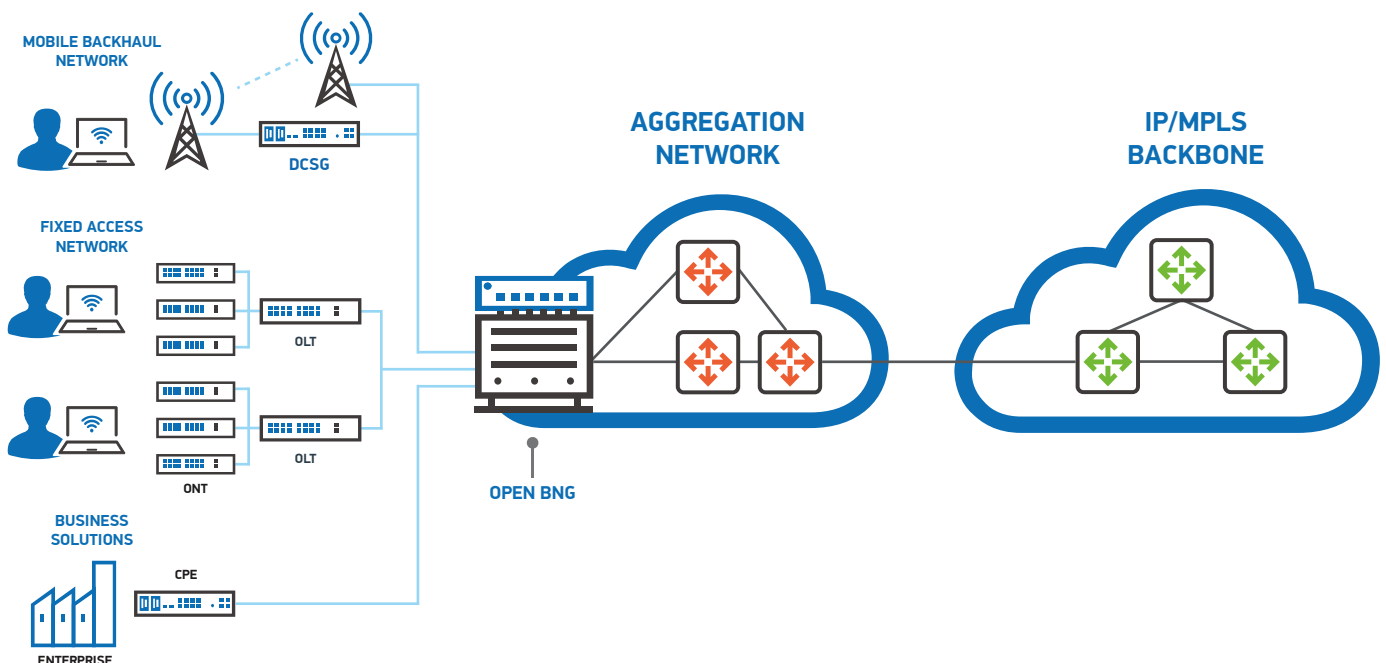 MOBILE BACKHAUL
NETWORK
DCSG
AGGREGATION
NETWORK
IP/MPLS
BACKBONE
FIXED ACCESS
NETWORK
OLT
OLT
ONT
OPEN BNG
BUSINESS
SOLUTIONS
CPE
ENTERPRISE